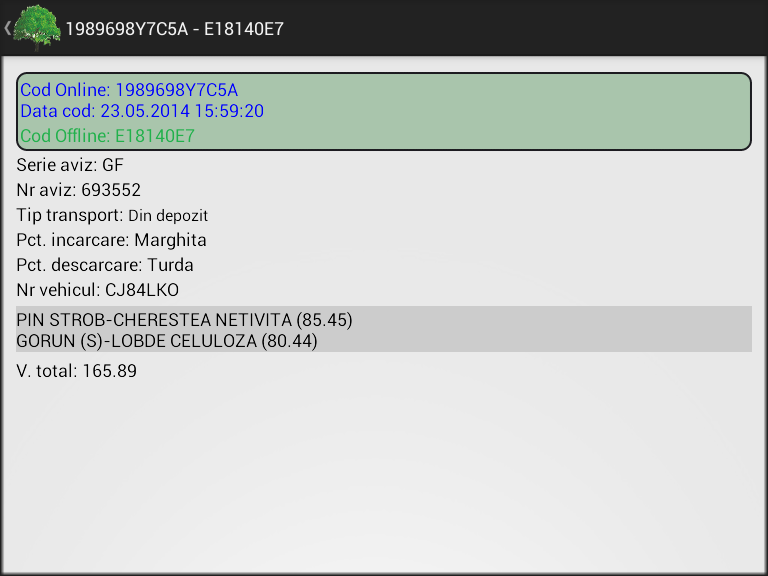 1989698Y7C5A - E18140E7
Cod Online: 1989698Y7C5A
Data cod: 23.05.2014 15:59:20
Cod Offline: E18140E7
Serie aviz: GF
Nr aviz: 693552
Tip transport: Din depozit
Pct. incarcare: Marghita
Pct. descarcare: Turda
Nr vehicul: CJ84LKO
PIN STROB-CHERESTEA NETIVITA (85.45)
GORUN (S)-LOBDE CELULOZA (80.44)
V. total: 165.89